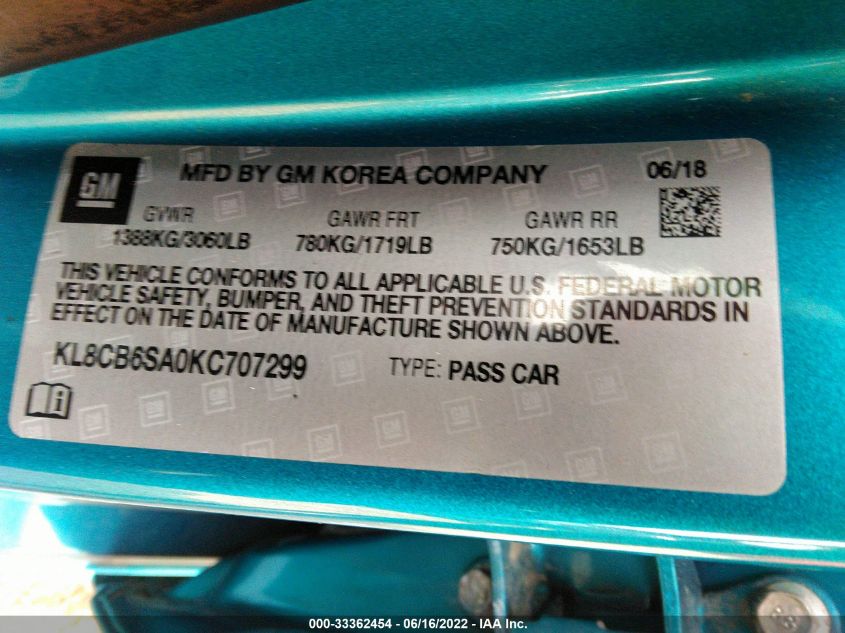 GM
MFD BY GM KOREA COMPANY 06/18
GVWR GAWR FRT GAWR RR
1388KG/3060LB 780KG/1719LB 750KG/1653LB
THIS VEHICLE CONFORMS TO ALL APPLICABLE U.S. FEDERAL MOTOR
VEHICLE SAFETY, BUMPER, AND THEFT PREVENTION STANDARDS IN
EFFECT ON THE DATE OF MANUFACTURE SHOWN ABOVE.
KL8CB6SA0KC707299 TYPE: PASS CAR
000-33362454 - 06/16/2022 - IAA Inc.